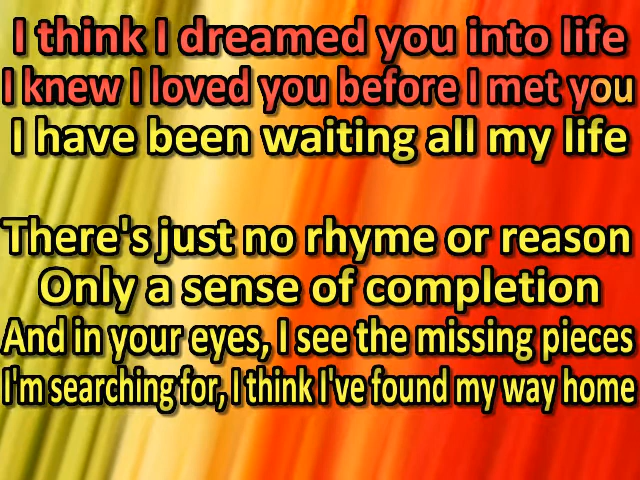 I think I dreamed you into life
I knew I loved you before I met you
I have been waiting all my life
There's just no rhyme or reason
Only a sense of completion
And in your eyes, I see the missing pieces
I'm searching for, I think I've found my way home